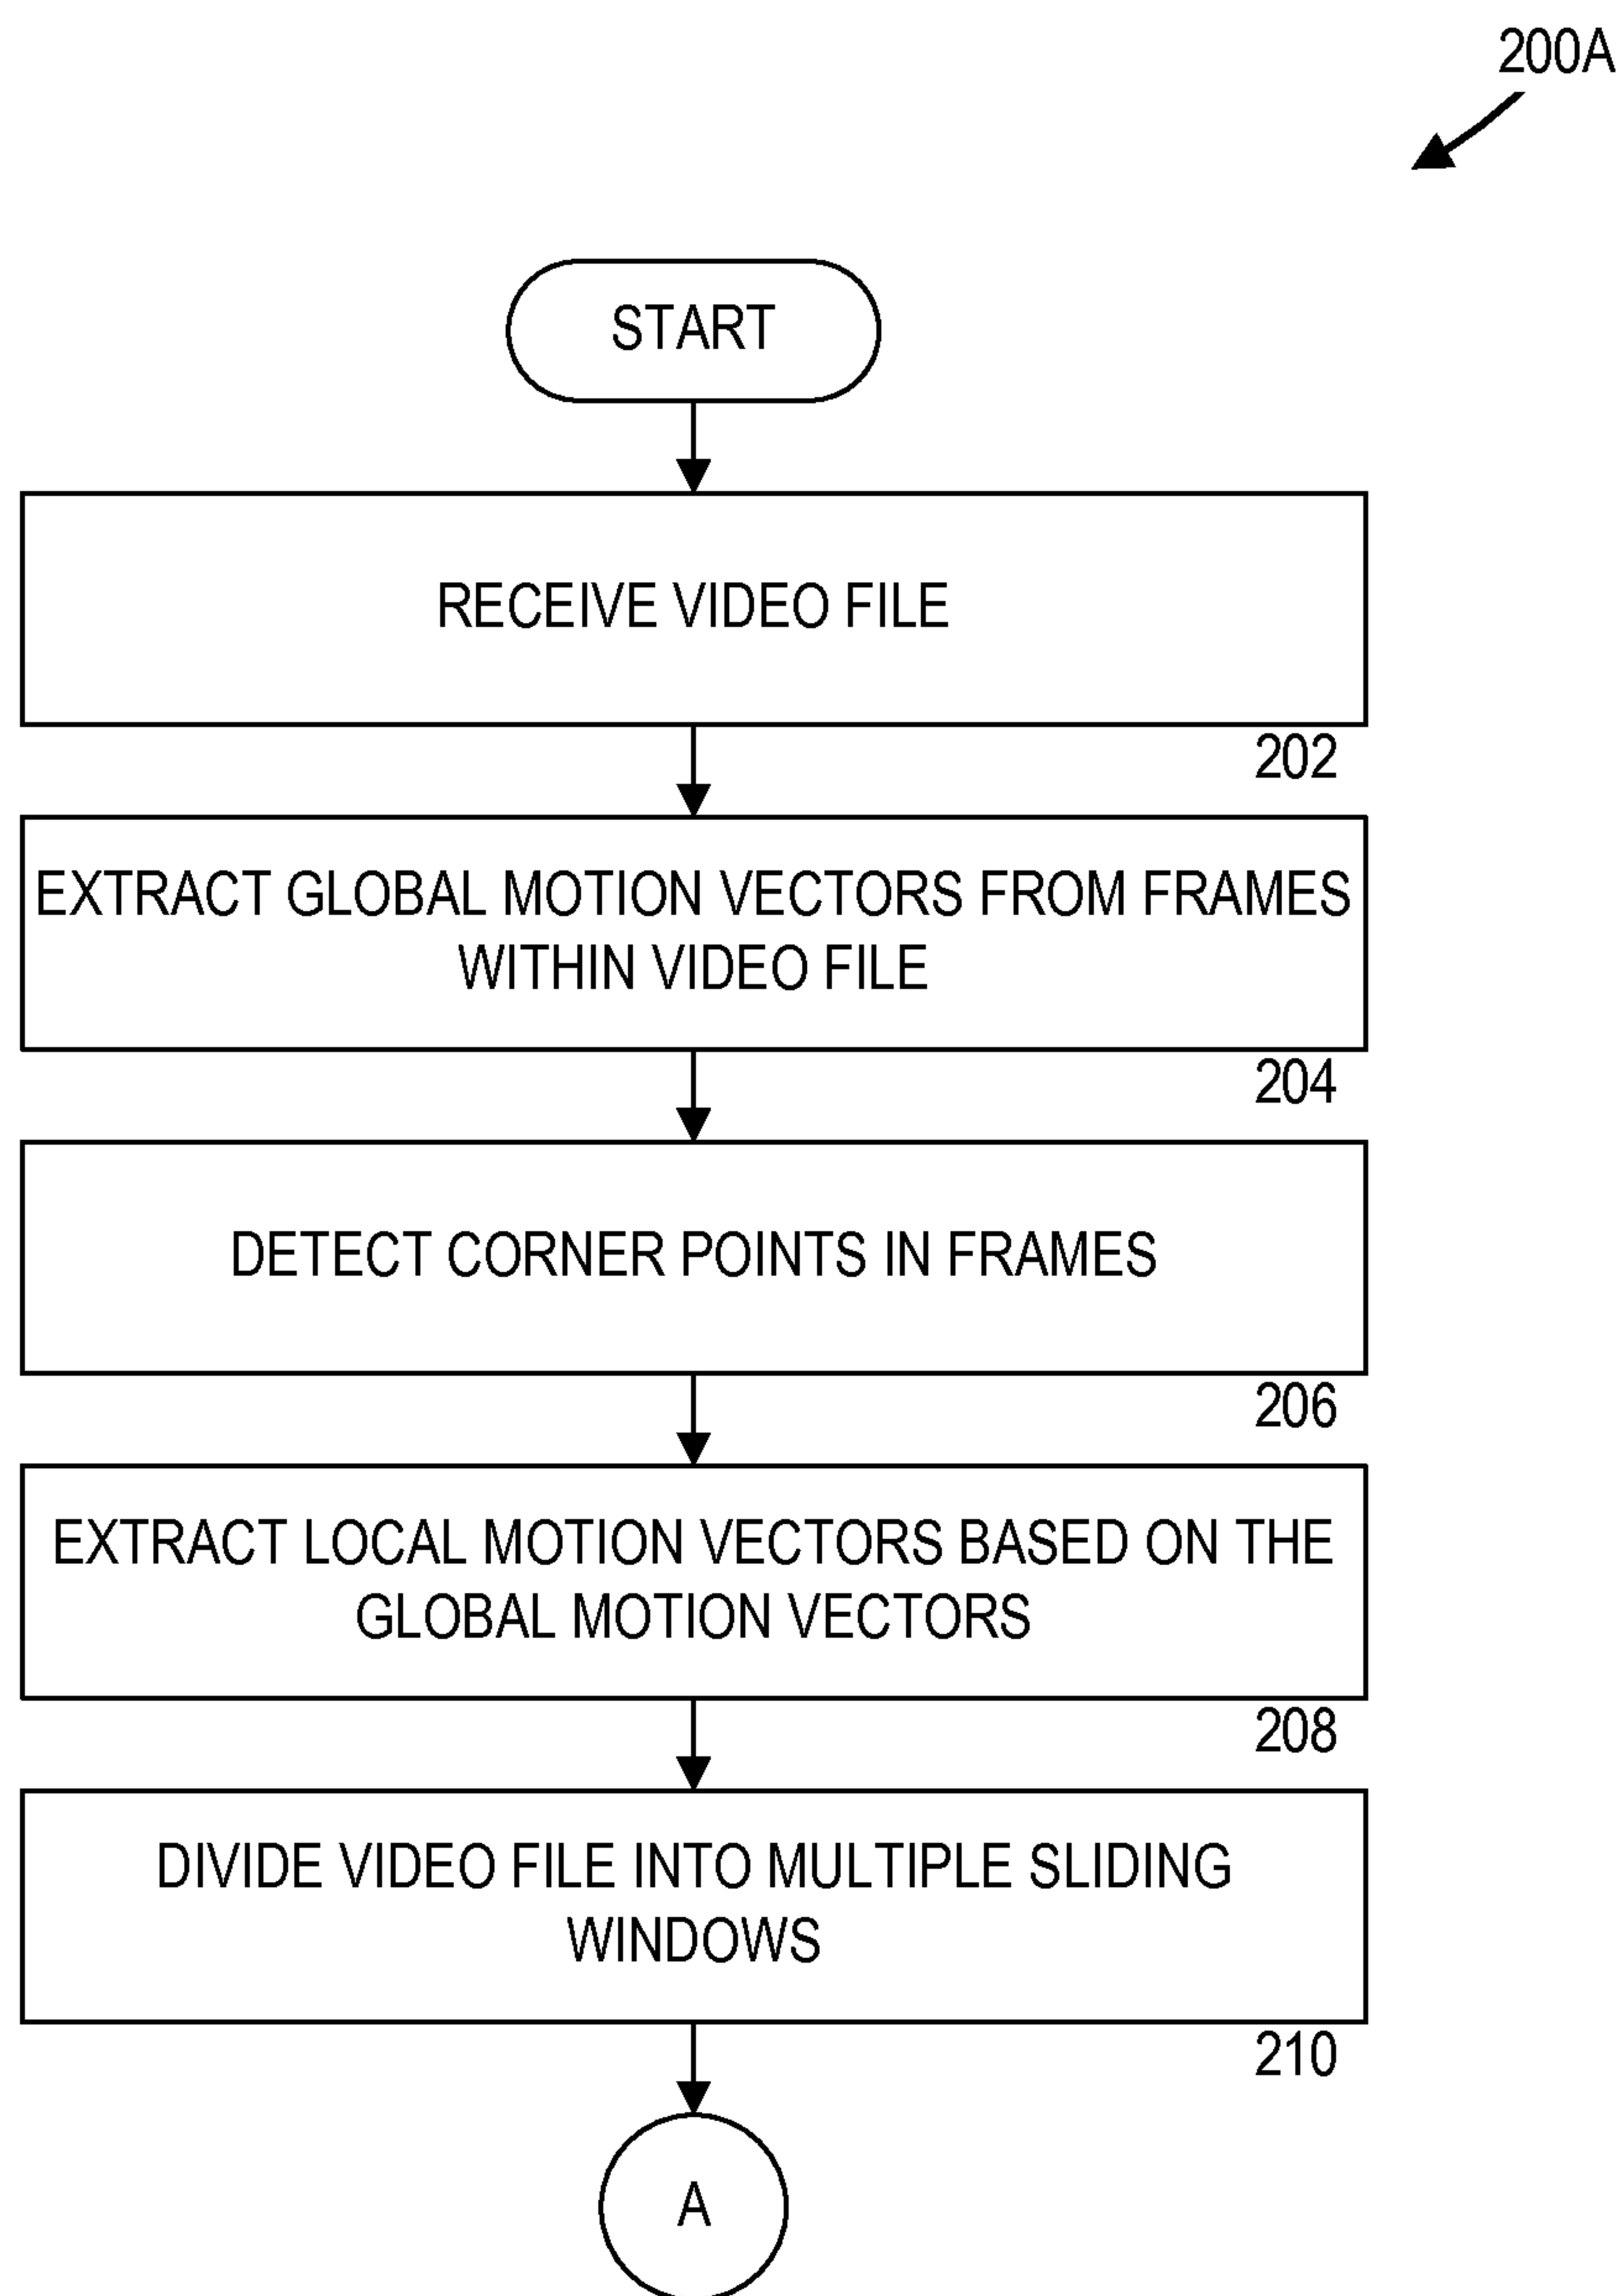 200A
START
RECEIVE VIDEO FILE
202
EXTRACT GLOBAL MOTION VECTORS FROM FRAMES
WITHIN VIDEO FILE
204
DETECT CORNER POINTS IN FRAMES
206
EXTRACT LOCAL MOTION VECTORS BASED ON THE
GLOBAL MOTION VECTORS
208
DIVIDE VIDEO FILE INTO MULTIPLE SLIDING
WINDOWS
210
A